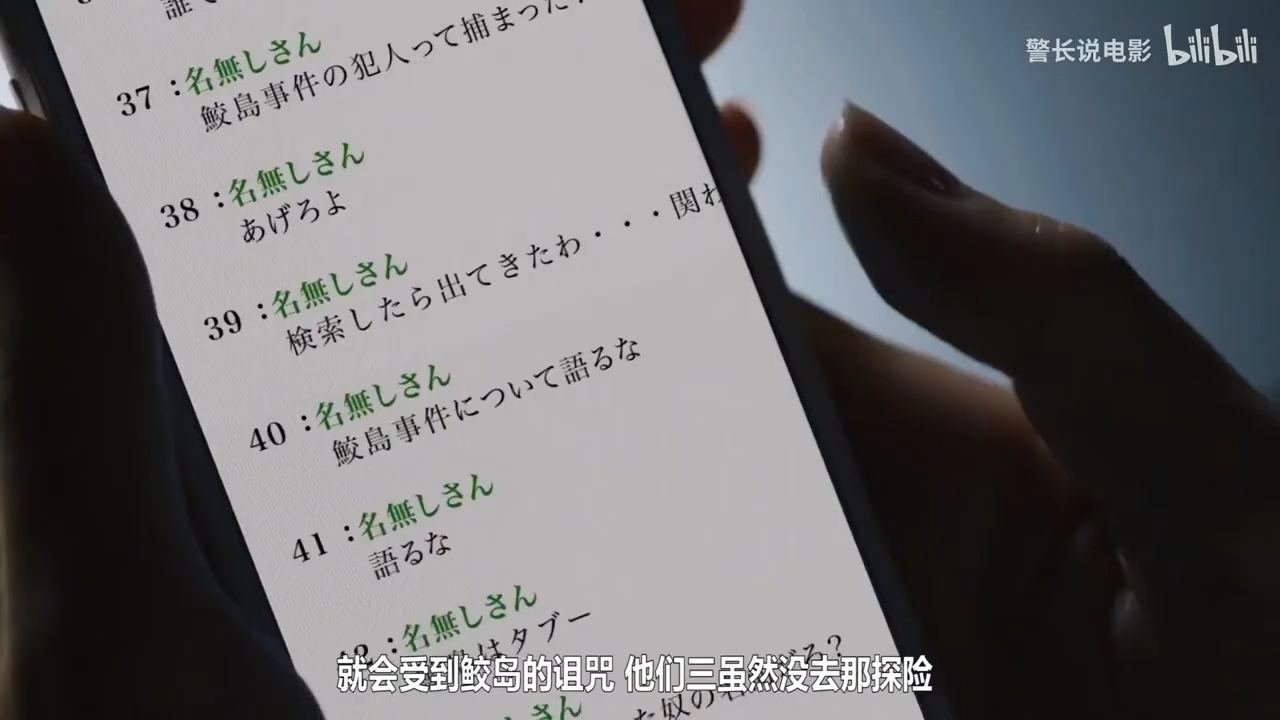 警长说电影 bilibili
37 :名無しさん
鮫島事件の犯人って捕まった
38 :名無しさん
あげろよ
39 :名無しさん
検索したら出てきたわ・・・関わ
40 :名無しさん
鮫島事件について語るな
41 :名無しさん
語るな
:名無しさん
はタブー
就会受到鲛岛的诅咒 他们三虽然没去那探险
さん
た奴の